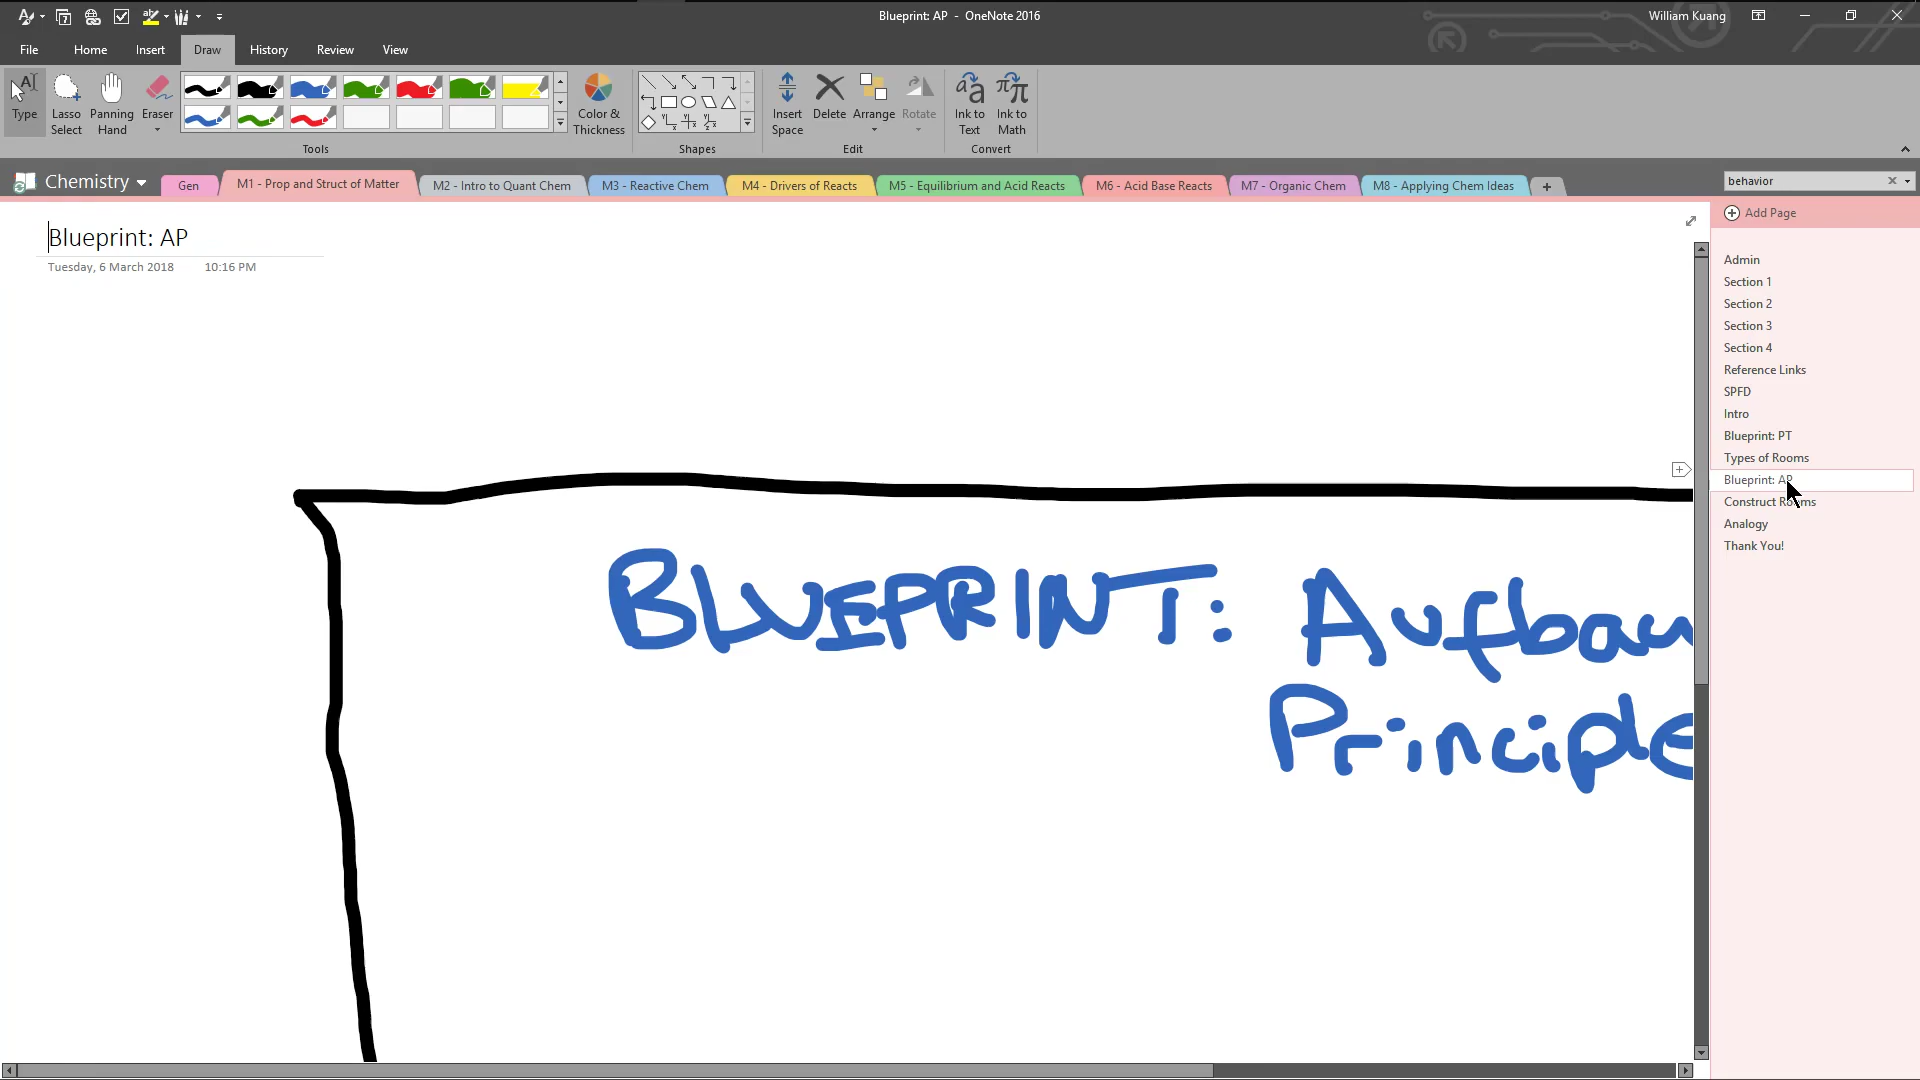 Blueprint: AP - OneNote 2016
William Kuang
File Home Insert Draw History Review View
Type
Lasso Select
Panning Hand
Eraser
Color & Thickness
Insert Space
Delete
Arrange
Rotate
Ink to Text
Ink to Math
Tools
Shapes
Edit
Convert
Chemistry
Gen
M1 - Prop and Struct of Matter
M2 - Intro to Quant Chem
M3 - Reactive Chem
M4 - Drivers of Reacts
M5 - Equilibrium and Acid Reacts
M6 - Acid Base Reacts
M7 - Organic Chem
M8 - Applying Chem Ideas
behavior
Blueprint: AP
Tuesday, 6 March 2018 10:16 PM
BLUEPRINT: Aufbau
Principle
Add Page
Admin
Section 1
Section 2
Section 3
Section 4
Reference Links
SPFD
Intro
Blueprint: PT
Types of Rooms
Blueprint: AP
Construct Rooms
Analogy
Thank You!